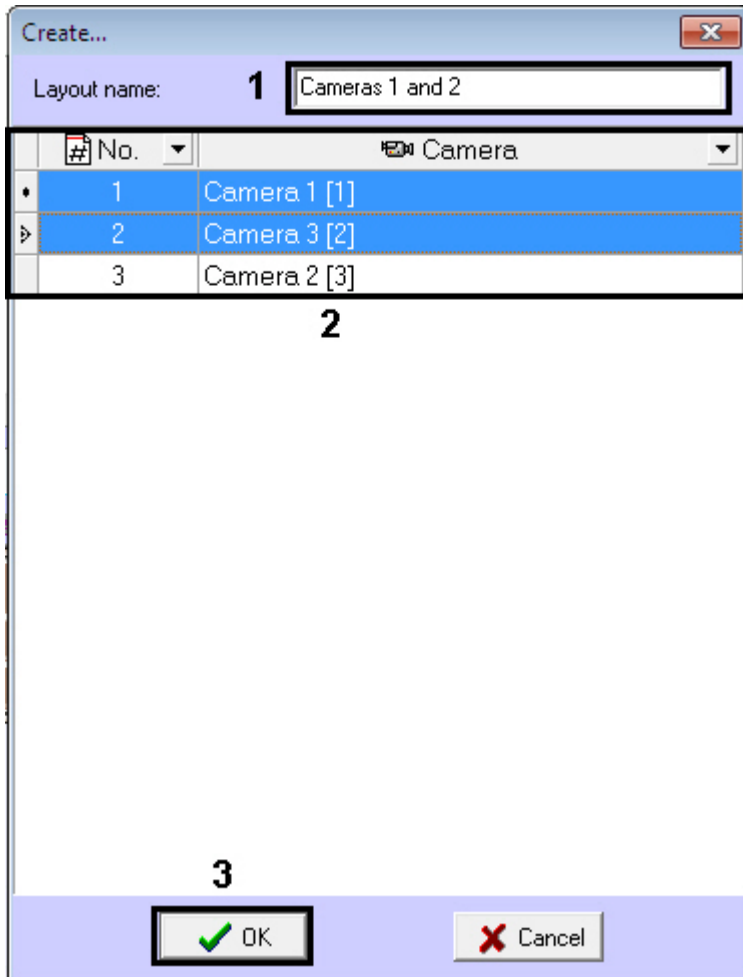 Create...
Layout name: 1 Cameras 1 and 2
# No. Camera
1 Camera 1 [1]
2 Camera 3 [2]
3 Camera 2 [3]
2
3
OK Cancel